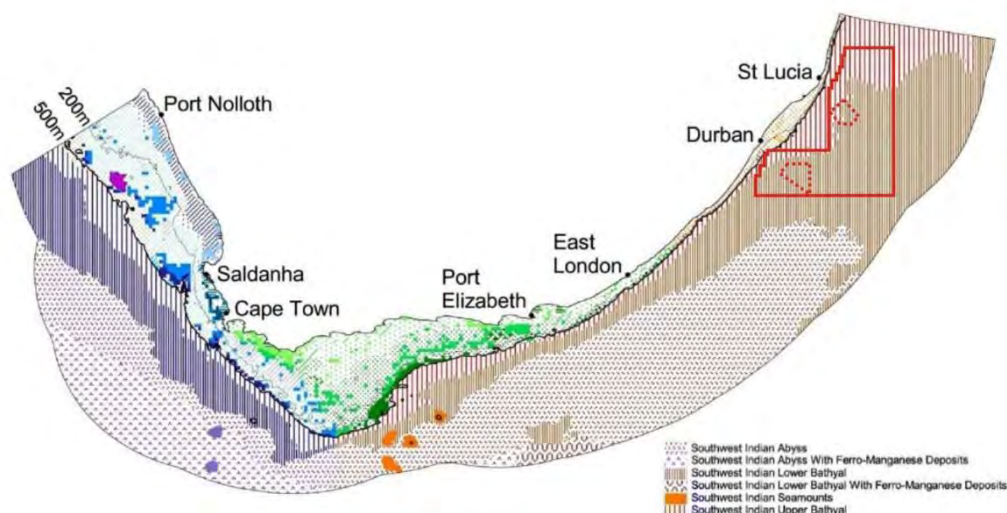 200m
500m
Port Nolloth
St Lucia
Durban
East
London
Port
Elizabeth
Saldanha
Cape Town
Southwest Indian Abyss
Southwest Indian Abyss With Ferro-Manganese Deposits
Southwest Indian Lower Bathyal
Southwest Indian Lower Bathyal With Ferro-Manganese Deposits
Southwest Indian Seamounts
Southwest Indian Upper Bathyal